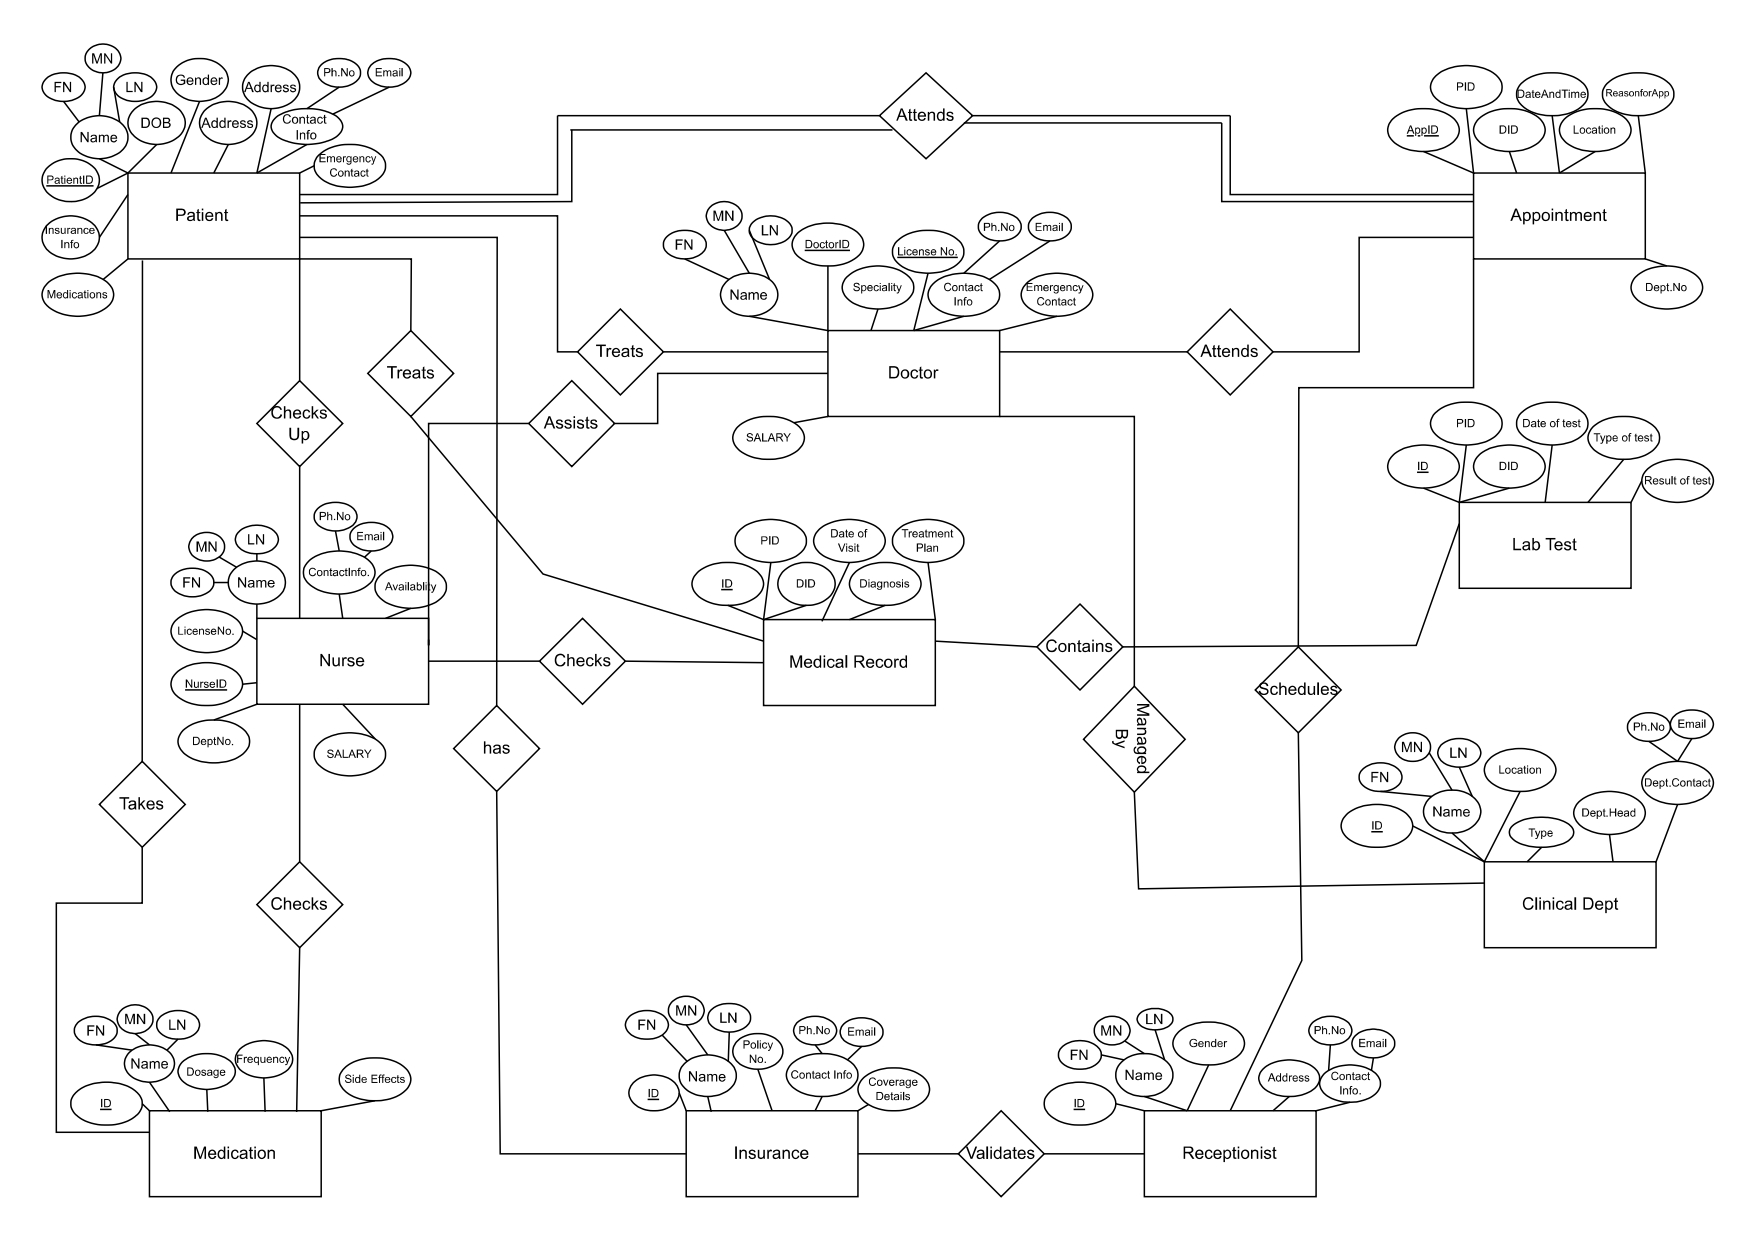 MN
FN
LN
Name
DOB
Gender
Address
Address
Ph.No
Email
Contact
Info
Emergency
Contact
PatientID
Insurance
Info
Medications
Patient
Attends
PID
DateAndTime
ReasonforApp
AppID
DID
Location
Appointment
Dept.No
MN
FN
LN
Name
DoctorID
Speciality
License No.
Ph.No
Email
Contact
Info
Emergency
Contact
Doctor
SALARY
Treats
Treats
Assists
Attends
Checks
Up
PID
Date of test
Type of test
ID
DID
Result of test
Lab Test
LN
MN
FN
Name
Ph.No
Email
ContactInfo.
Availablity
LicenseNo.
NurseID
DeptNo.
SALARY
Nurse
Checks
PID
Date of
Visit
Treatment
Plan
ID
DID
Diagnosis
Medical Record
Contains
Schedules
Managed
By
has
Takes
Checks
MN
LN
FN
Name
ID
Location
Type
Dept.Head
Ph.No
Email
Dept.Contact
Clinical Dept
MN
FN
LN
Name
ID
Dosage
Frequency
Side Effects
Medication
MN
FN
LN
Name
ID
Policy
No.
Ph.No
Email
Contact Info
Coverage
Details
Insurance
Validates
LN
MN
FN
Name
ID
Gender
Address
Ph.No
Email
Contact
Info.
Receptionist